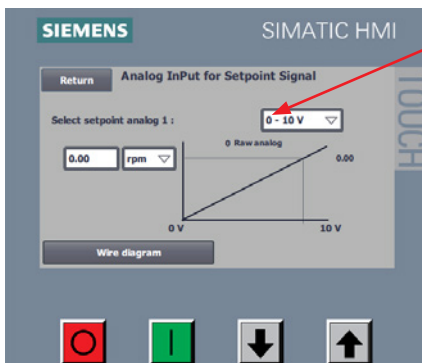 SIEMENS SIMATIC HMI
TOUCH
Return Analog InPut for Setpoint Signal
Select setpoint analog 1 : 0 - 10 V
0 Raw analog
0.00 rpm 0.00
0 V 10 V
Wire diagram